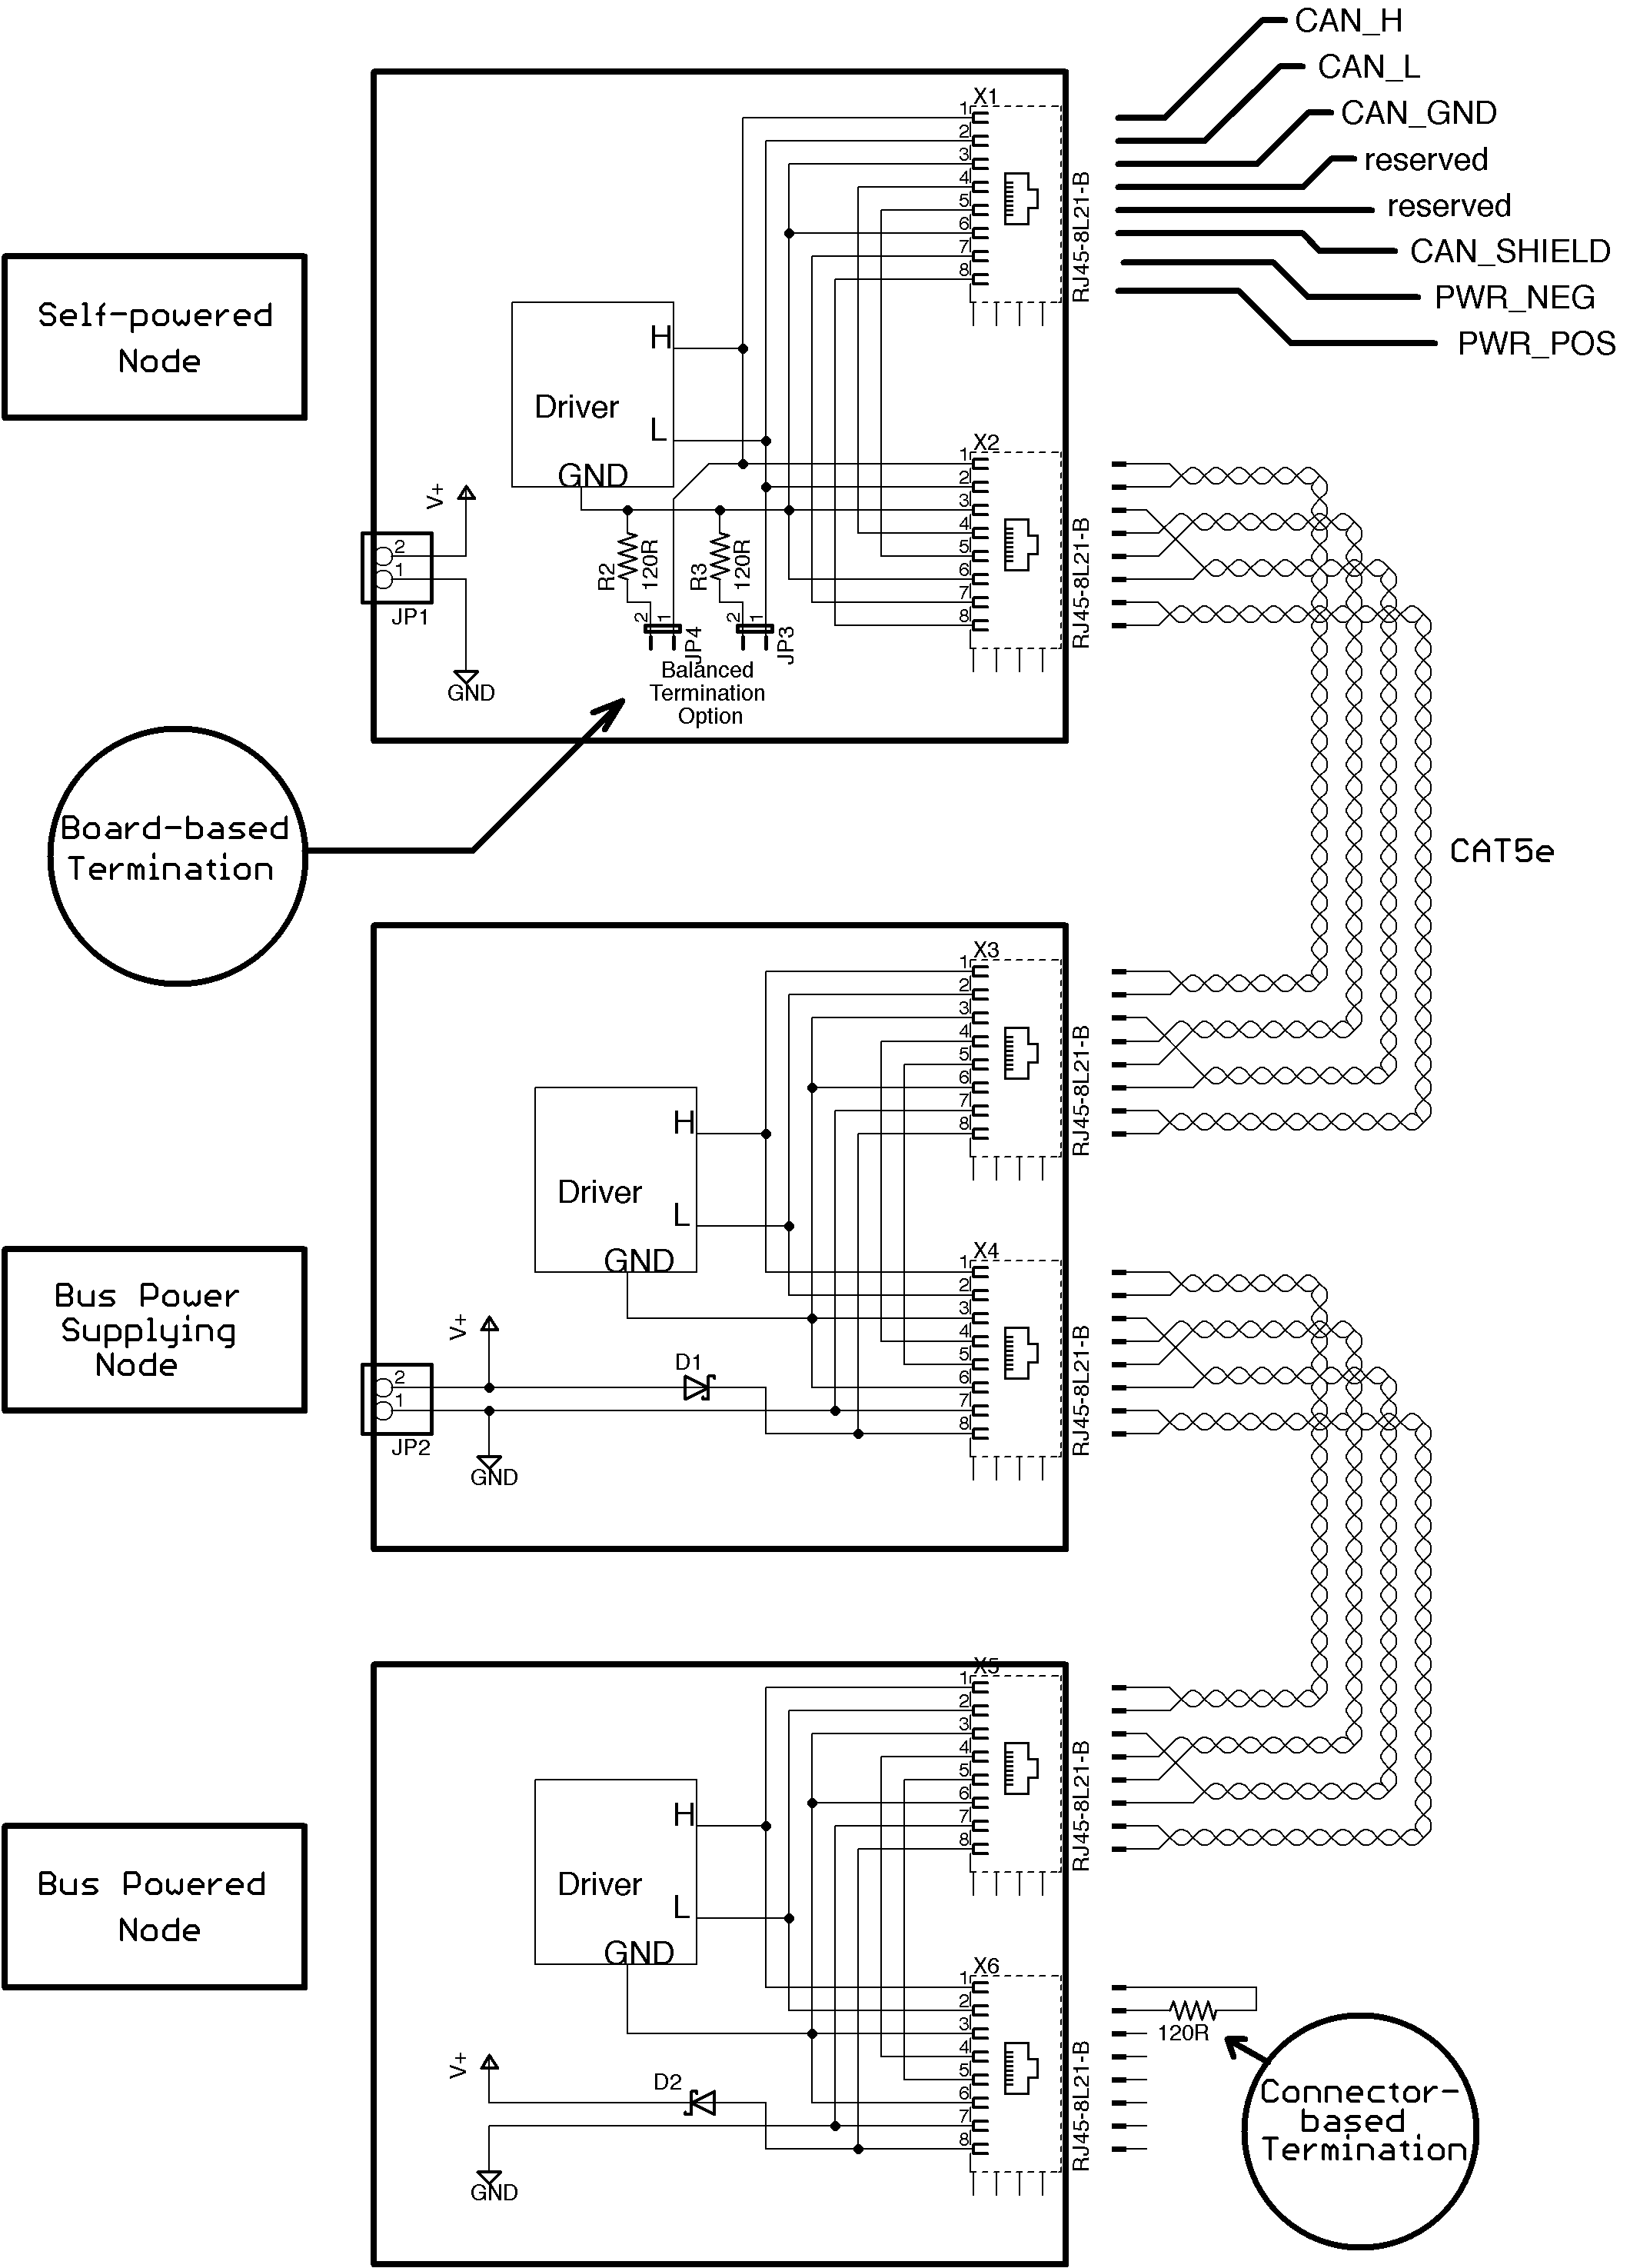 CAN_H
CAN_L
CAN_GND
reserved
reserved
CAN_SHIELD
PWR_NEG
PWR_POS
X1
1
2
3
4
5
6
7
8
RJ45-8L21-B
Self-powered
Node
H
Driver
L
GND
X2
1
2
3
4
5
6
7
8
RJ45-8L21-B
V+
2
1
JP1
GND
R2
120R
R3
120R
2
1
JP4
2
1
JP3
Balanced
Termination
Option
Board-based
Termination
CAT5e
X3
1
2
3
4
5
6
7
8
RJ45-8L21-B
H
Driver
L
GND
X4
1
2
3
4
5
6
7
8
RJ45-8L21-B
Bus Power
Supplying
Node
V+
D1
2
1
JP2
GND
X5
1
2
3
4
5
6
7
8
RJ45-8L21-B
Bus Powered
Node
H
Driver
L
GND
X6
1
2
3
4
5
6
7
8
RJ45-8L21-B
120R
V+
D2
GND
Connector-
based
Termination